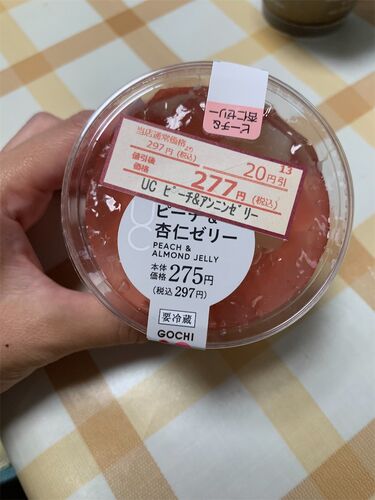 ピーチ&
杏仁ゼリー
当店通常価格より
297円(税込)
13
20円引
値引後
価格
277円(税込)
UC ピーチ&アンニンゼリー
ピーチ&
杏仁ゼリー
PEACH &
ALMOND JELLY
本体
価格 275円
(税込 297円)
要冷蔵
GOCHI